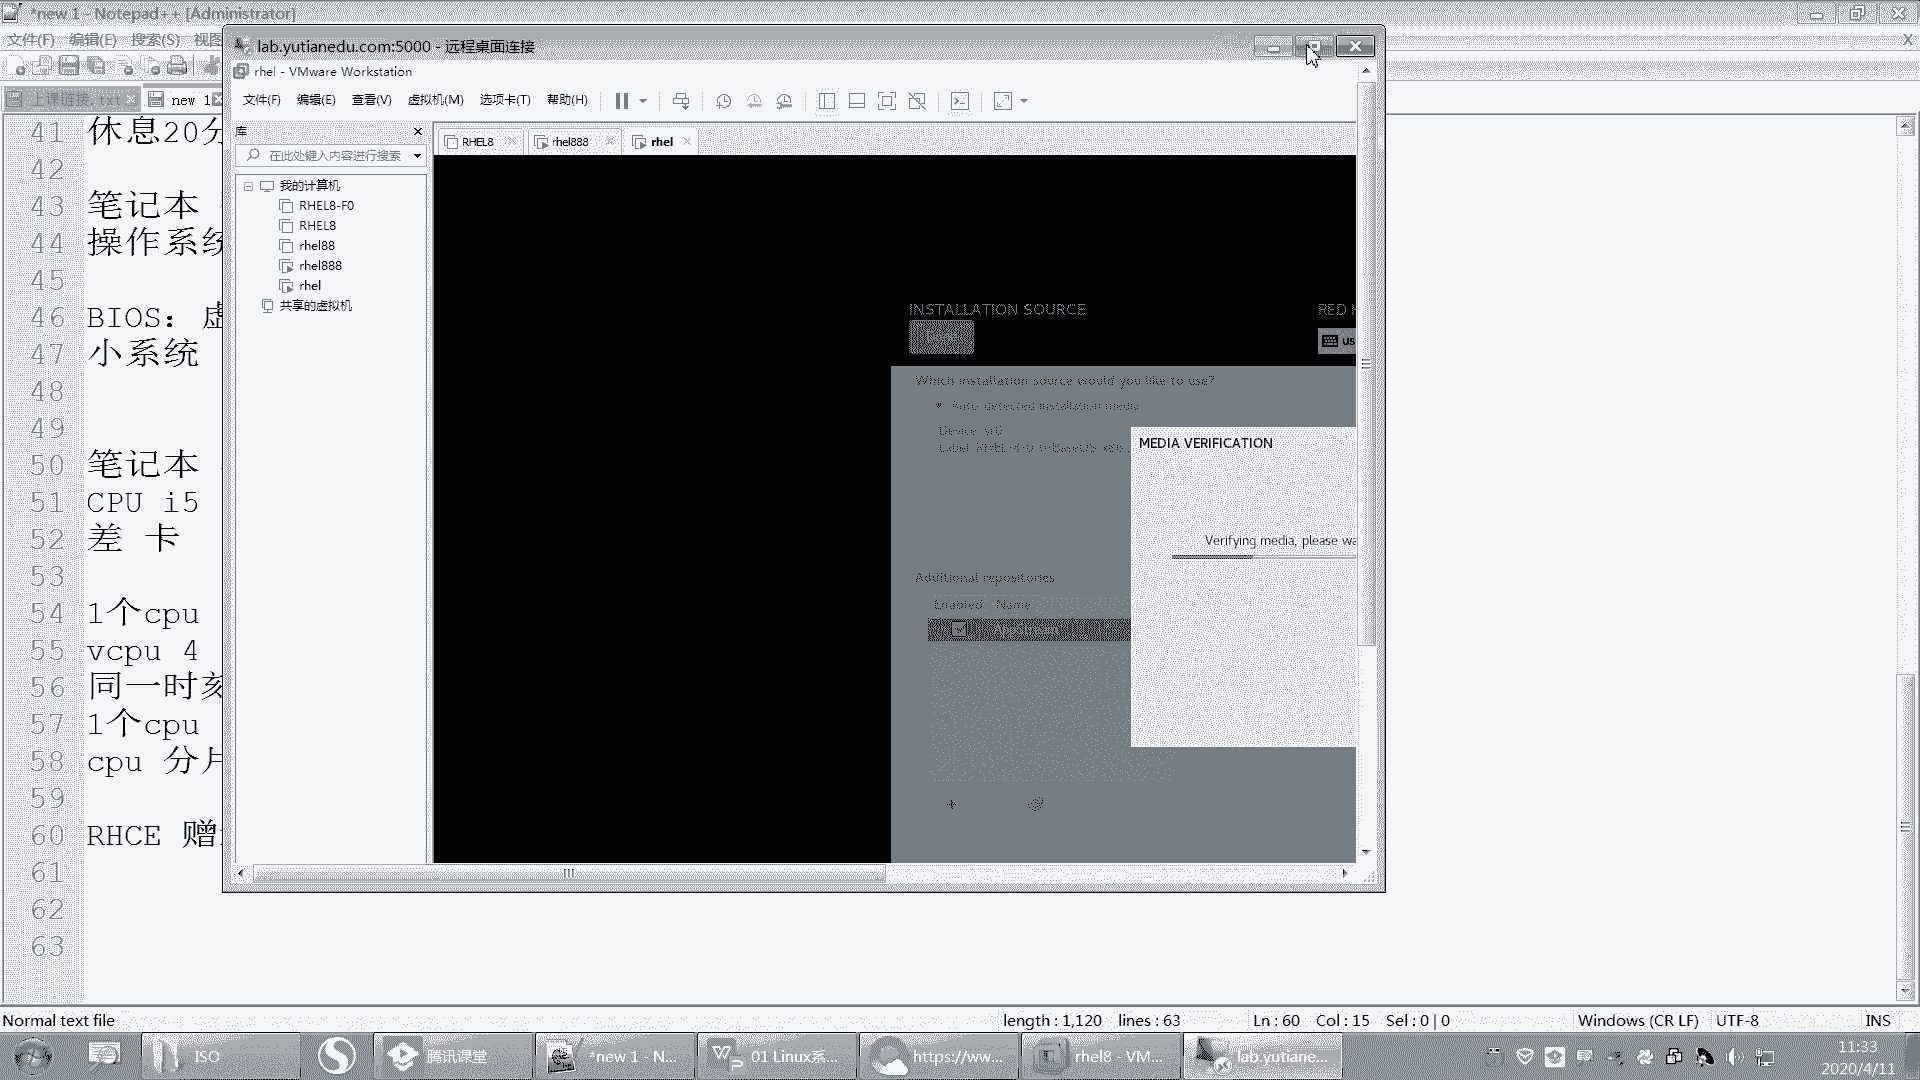 *new 1 - Notepad++ [Administrator]
文件(F) 编辑(E) 搜索(S) 视图
上课链接.txt new 1
41 休息20分
42
43 笔记本
44 操作系统
45
46 BIOS: 虚
47 小系统
48
49
50 笔记本
51 CPU i5
52 差 卡
53
54 1个cpu
55 vcpu 4
56 同一时刻
57 1个cpu
58 cpu 分片
59
60 RHCE 赠
61
62
63
lab.yutianedu.com:5000 - 远程桌面连接
rhel - VMware Workstation
文件(F) 编辑(E) 查看(V) 虚拟机(M) 选项卡(T) 帮助(H)
库
在此处键入内容进行搜索
我的计算机
RHEL8-F0
RHEL8
rhel88
rhel888
rhel
共享的虚拟机
RHEL8 rhel888 rhel
INSTALLATION SOURCE
Done
RED H
us
Which installation source would you like to use?
Auto-detected installation media
Device: sr0
MEDIA VERIFICATION
Verifying media, please wa
Additional repositories
Enabled Name
AppStream
Normal text file
length : 1,120 lines : 63
Ln : 60 Col : 15 Sel : 0 | 0
Windows (CR LF) UTF-8 INS
ISO
腾讯课堂
*new 1 - N...
01 Linux系...
https://ww...
rhel8 - VM...
lab.yutiane...
11:33
2020/4/11